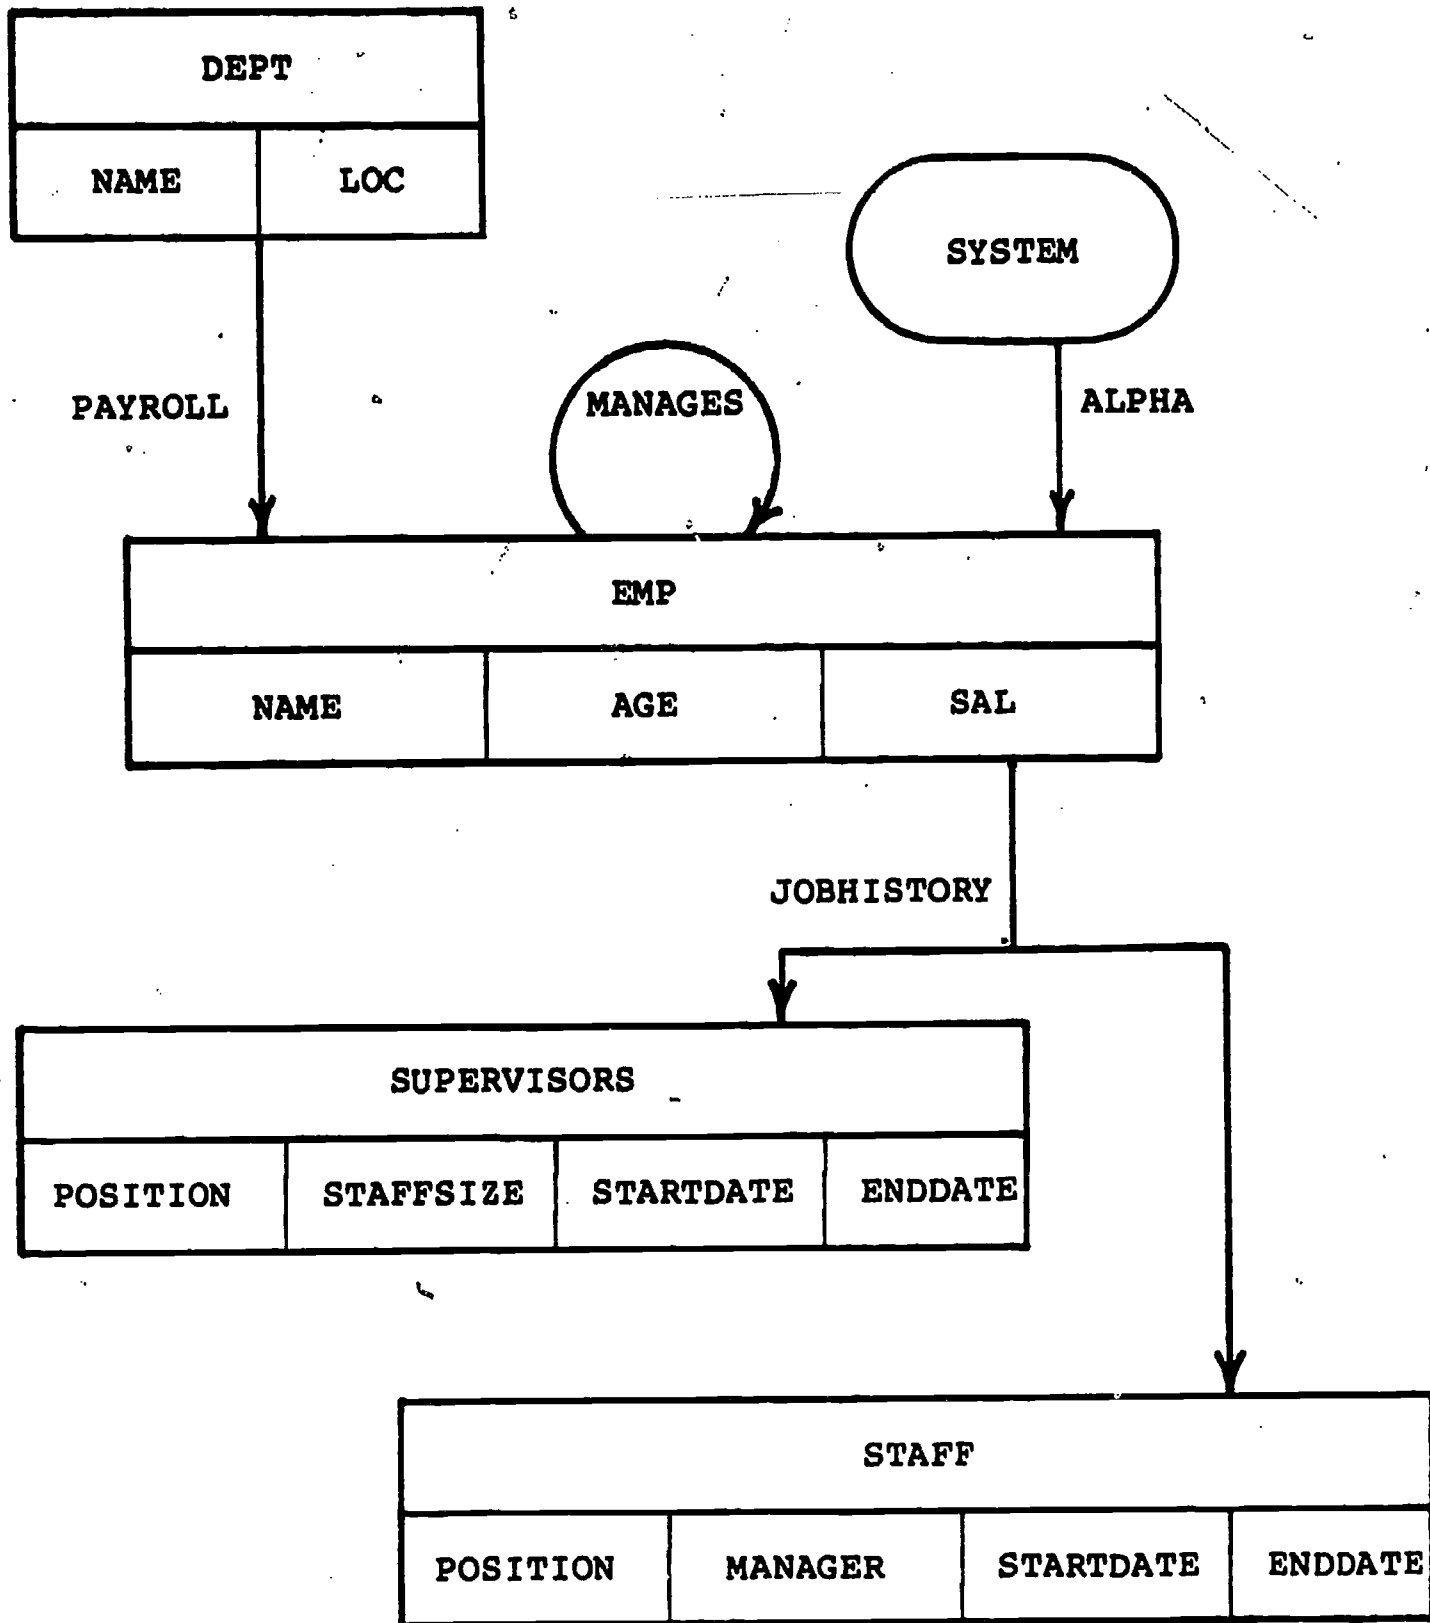 DEPT
NAME LOC
SYSTEM
PAYROLL MANAGES ALPHA
EMP
NAME AGE SAL
JOBHISTORY
SUPERVISORS
POSITION STAFFSIZE STARTDATE ENDDATE
STAFF
POSITION MANAGER STARTDATE ENDDATE